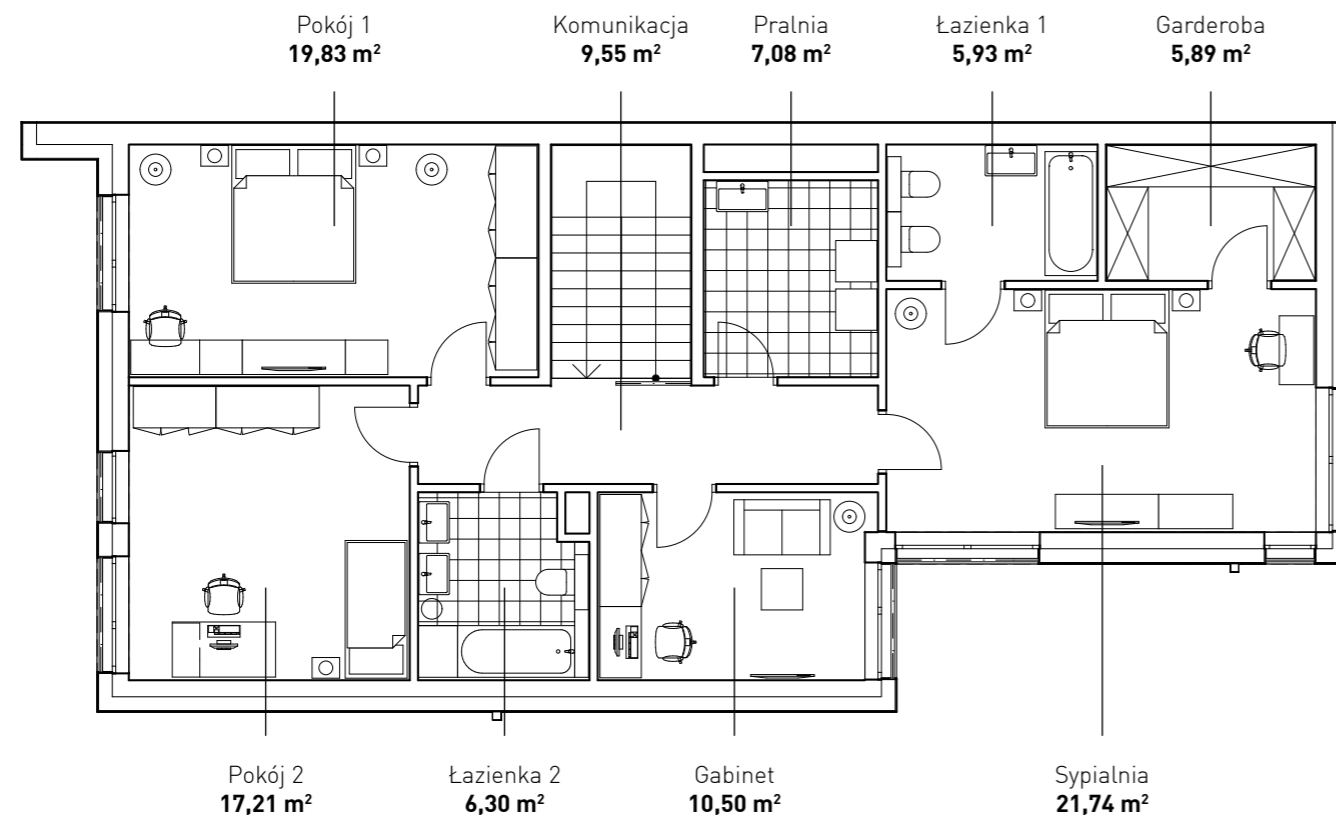 Pokój 1
19,83 m²
Komunikacja
9,55 m²
Pralnia
7,08 m²
Łazienka 1
5,93 m²
Garderoba
5,89 m²
Pokój 2
17,21 m²
Łazienka 2
6,30 m²
Gabinet
10,50 m²
Sypialnia
21,74 m²